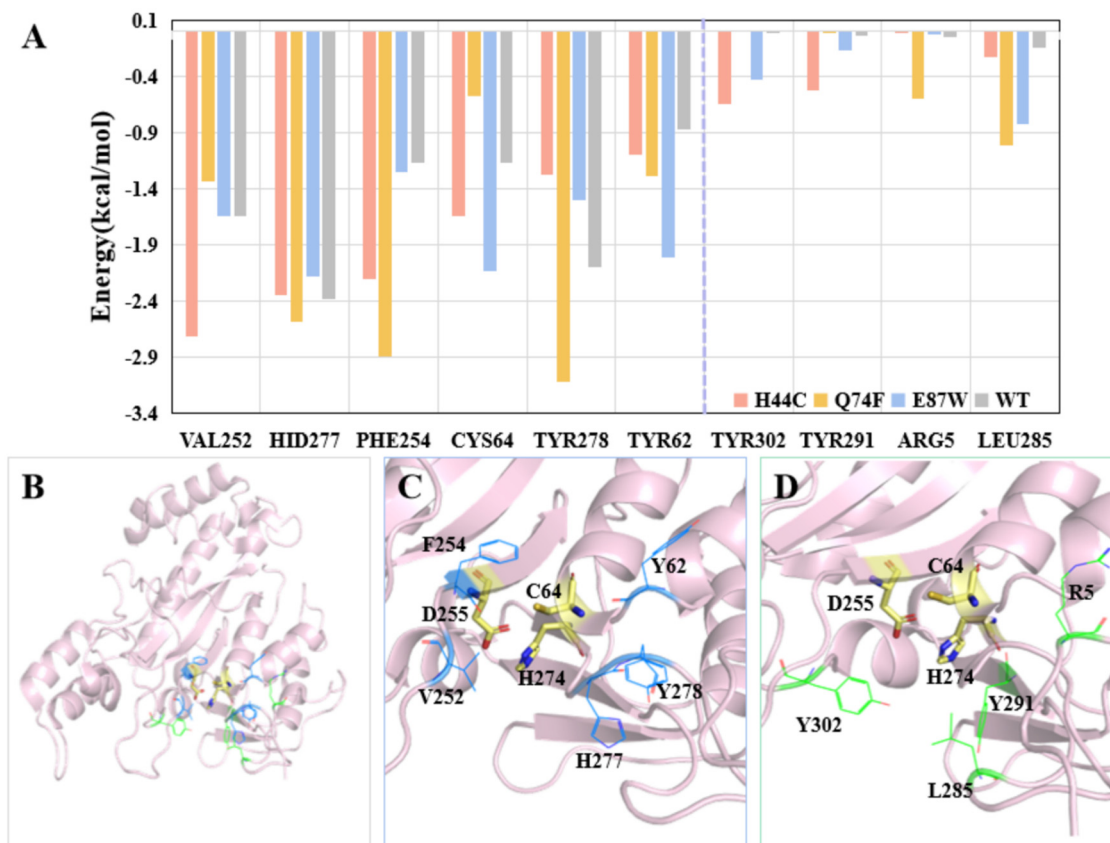 A
Energy(kcal/mol)
0.1
-0.4
-0.9
-1.4
-1.9
-2.4
-2.9
-3.4
H44C Q74F E87W WT
VAL252 HID277 PHE254 CYS64 TYR278 TYR62 TYR302 TYR291 ARG5 LEU285
B
C
F254
Y62
C64
D255
H274
V252
Y278
H277
D
C64
R5
D255
H274
Y291
Y302
L285